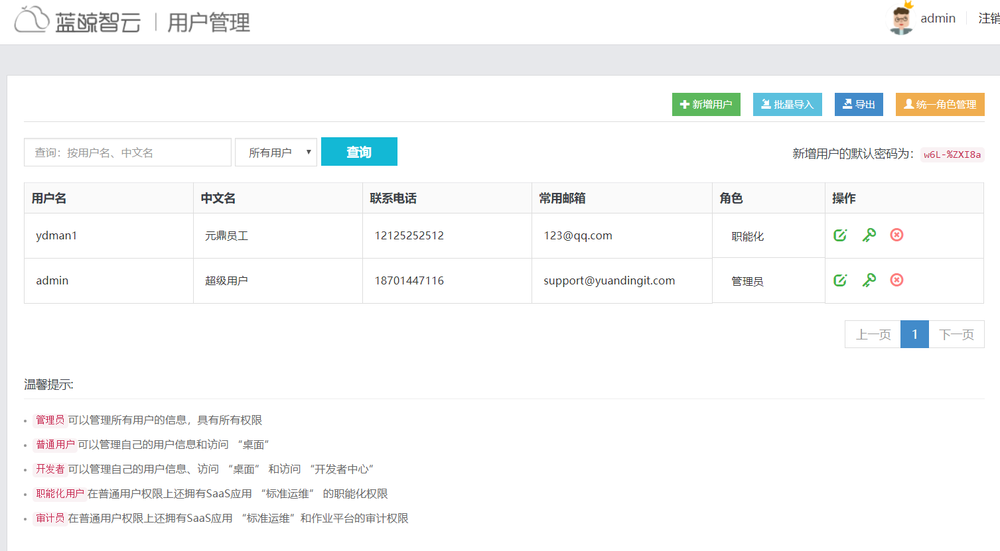 蓝鲸智云 | 用户管理
admin 注销
新增用户 批量导入 导出 统一角色管理
查询：按用户名、中文名 所有用户 查询 新增用户的默认密码为： w6L-%ZXI8a
用户名 中文名 联系电话 常用邮箱 角色 操作
ydman1 元鼎员工 12125252512 123@qq.com 职能化
admin 超级用户 18701447116 support@yuandingit.com 管理员
上一页 1 下一页
温馨提示:
管理员可以管理所有用户的信息，具有所有权限
普通用户可以管理自己的用户信息和访问 “桌面”
开发者可以管理自己的用户信息、访问 “桌面” 和访问 “开发者中心”
职能化用户在普通用户权限上还拥有SaaS应用 “标准运维” 的职能化权限
审计员在普通用户权限上还拥有SaaS应用 “标准运维”和作业平台的审计权限